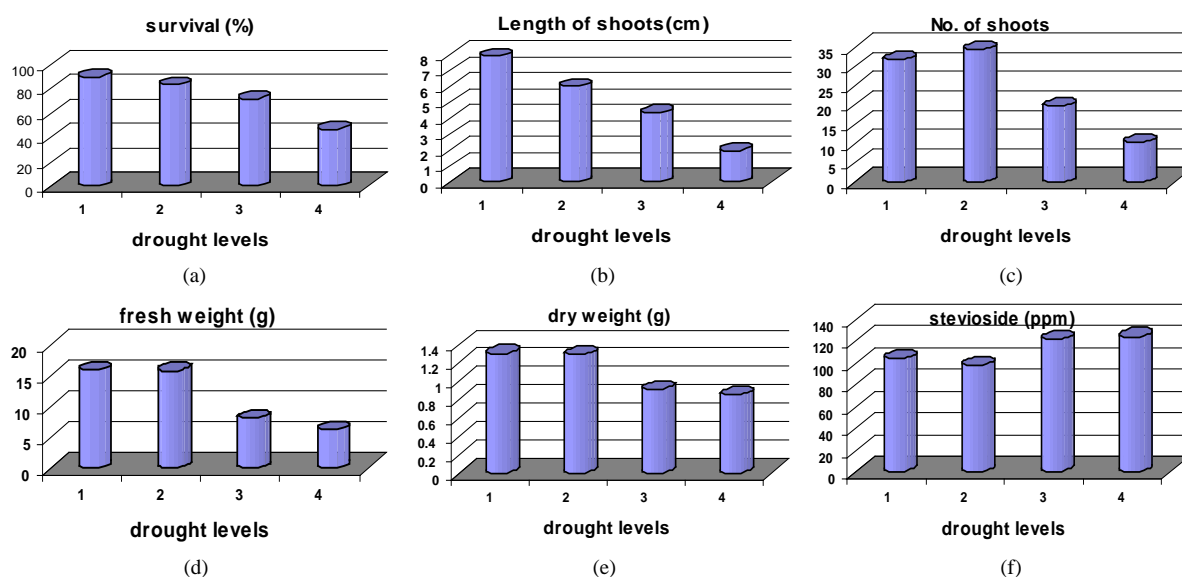 survival (%)
100
80
60
40
20
0
1 2 3 4
drought levels
(a)
Length of shoots(cm)
8
7
6
5
4
3
2
1
0
1 2 3 4
drought levels
(b)
No. of shoots
35
30
25
20
15
10
5
0
1 2 3 4
drought levels
(c)
fresh weight (g)
20
15
10
5
0
1 2 3 4
drought levels
(d)
dry weight (g)
1.4
1.2
1
0.8
0.6
0.4
0.2
0
1 2 3 4
drought levels
(e)
stevioside (ppm)
140
120
100
80
60
40
20
0
1 2 3 4
drought levels
(f)